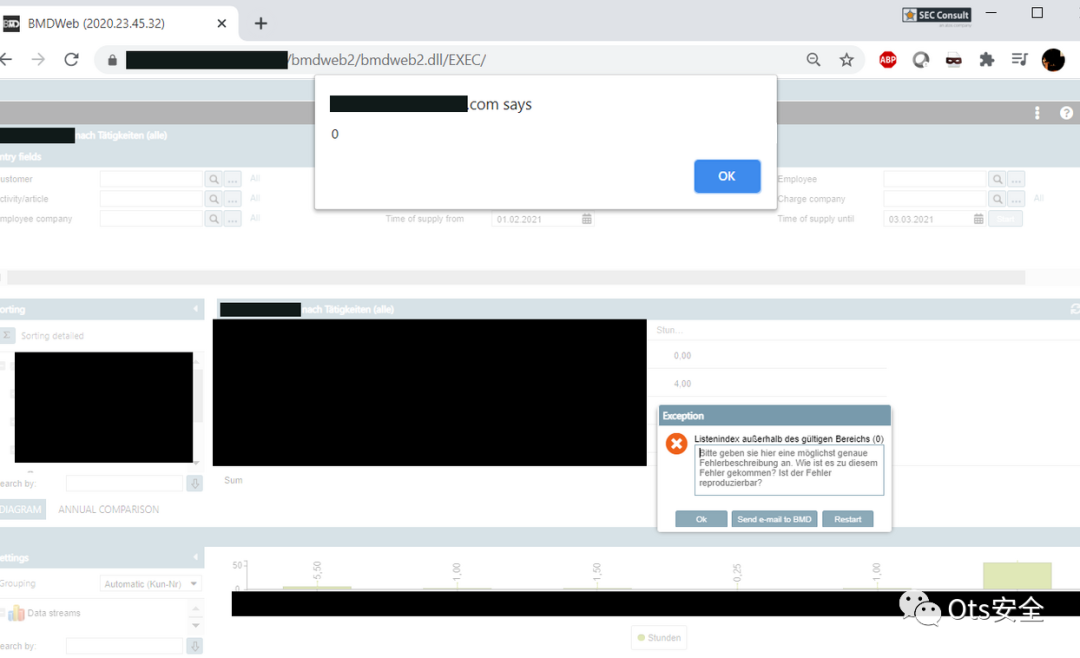 BMDWeb (2020.23.45.32)
SEC Consult
/bmdweb2/bmdweb2.dll/EXEC/
ABP
.com says
0
OK
nach Tätigkeiten (alle)
ntry fields
ustomer
All
Employee
ctivity/article
All
Charge company
All
mployee company
All
Time of supply from
01.02.2021
Time of supply until
03.03.2021
Start
orting
nach Tätigkeiten (alle)
Σ
Sorting detailed
Stun...
0.00
4.00
Exception
Listenindex außerhalb des gültigen Bereichs (0)
Bitte geben sie hier eine möglichst genaue
Fehlerbeschreibung an. Wie ist es zu diesem
Fehler gekommen? Ist der Fehler
reproduzierbar?
Ok
Send e-mail to BMD
Restart
earch by:
Sum
DIAGRAM
ANNUAL COMPARISON
ettings
Grouping
Automatic (Kun-Nr)
Data streams
earch by:
50
0
5,50
1,00
1,50
0,25
1,00
Stunden
Ots安全